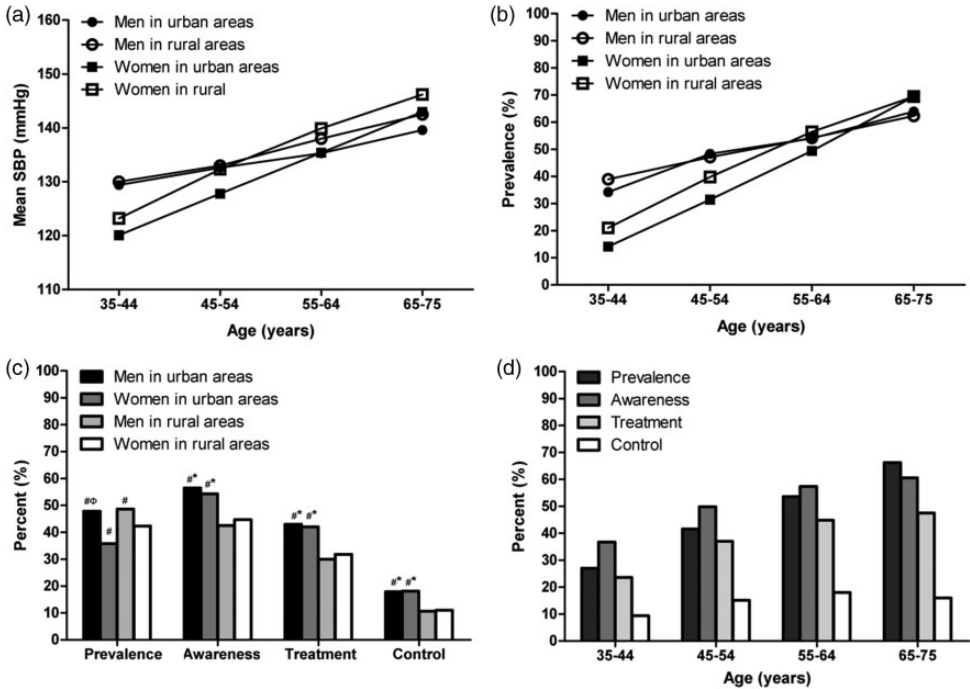 (a)
Men in urban areas
Men in rural areas
Women in urban areas
Women in rural
Mean SBP (mmHg)
160
150
140
130
120
110
35-44 45-54 55-64 65-75
Age (years)
(b)
Men in urban areas
Men in rural areas
Women in urban areas
Women in rural areas
Prevalence (%)
100
90
80
70
60
50
40
30
20
10
0
35-44 45-54 55-64 65-75
Age (years)
(c)
Men in urban areas
Women in urban areas
Men in rural areas
Women in rural areas
Percent (%)
100
90
80
70
60
50
40
30
20
10
0
#Φ # # #* #* #* #* #* #*
Prevalence Awareness Treatment Control
(d)
Prevalence
Awareness
Treatment
Control
Percent (%)
100
90
80
70
60
50
40
30
20
10
0
35-44 45-54 55-64 65-75
Age (years)